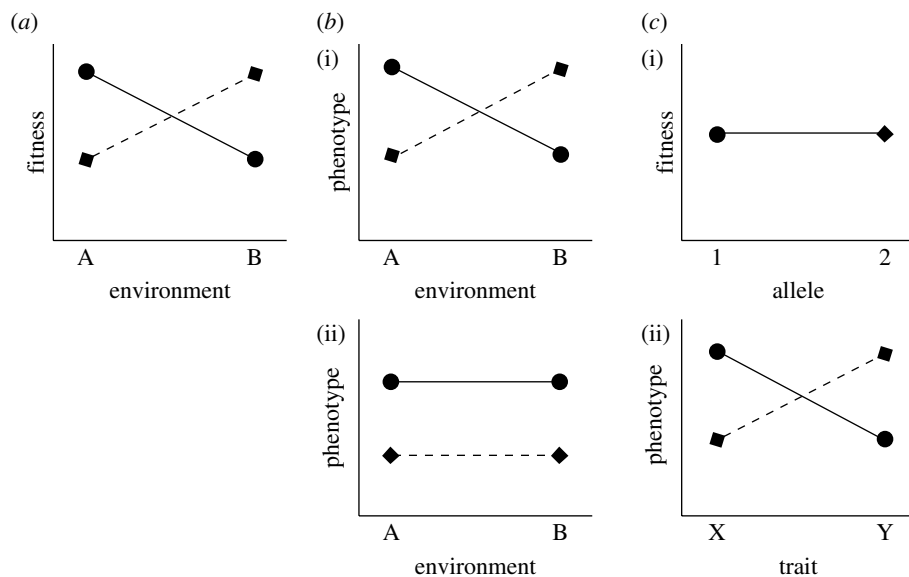 (a)
fitness
A B
environment
(b)
(i)
phenotype
A B
environment
(ii)
phenotype
A B
environment
(c)
(i)
fitness
1 2
allele
(ii)
phenotype
X Y
trait